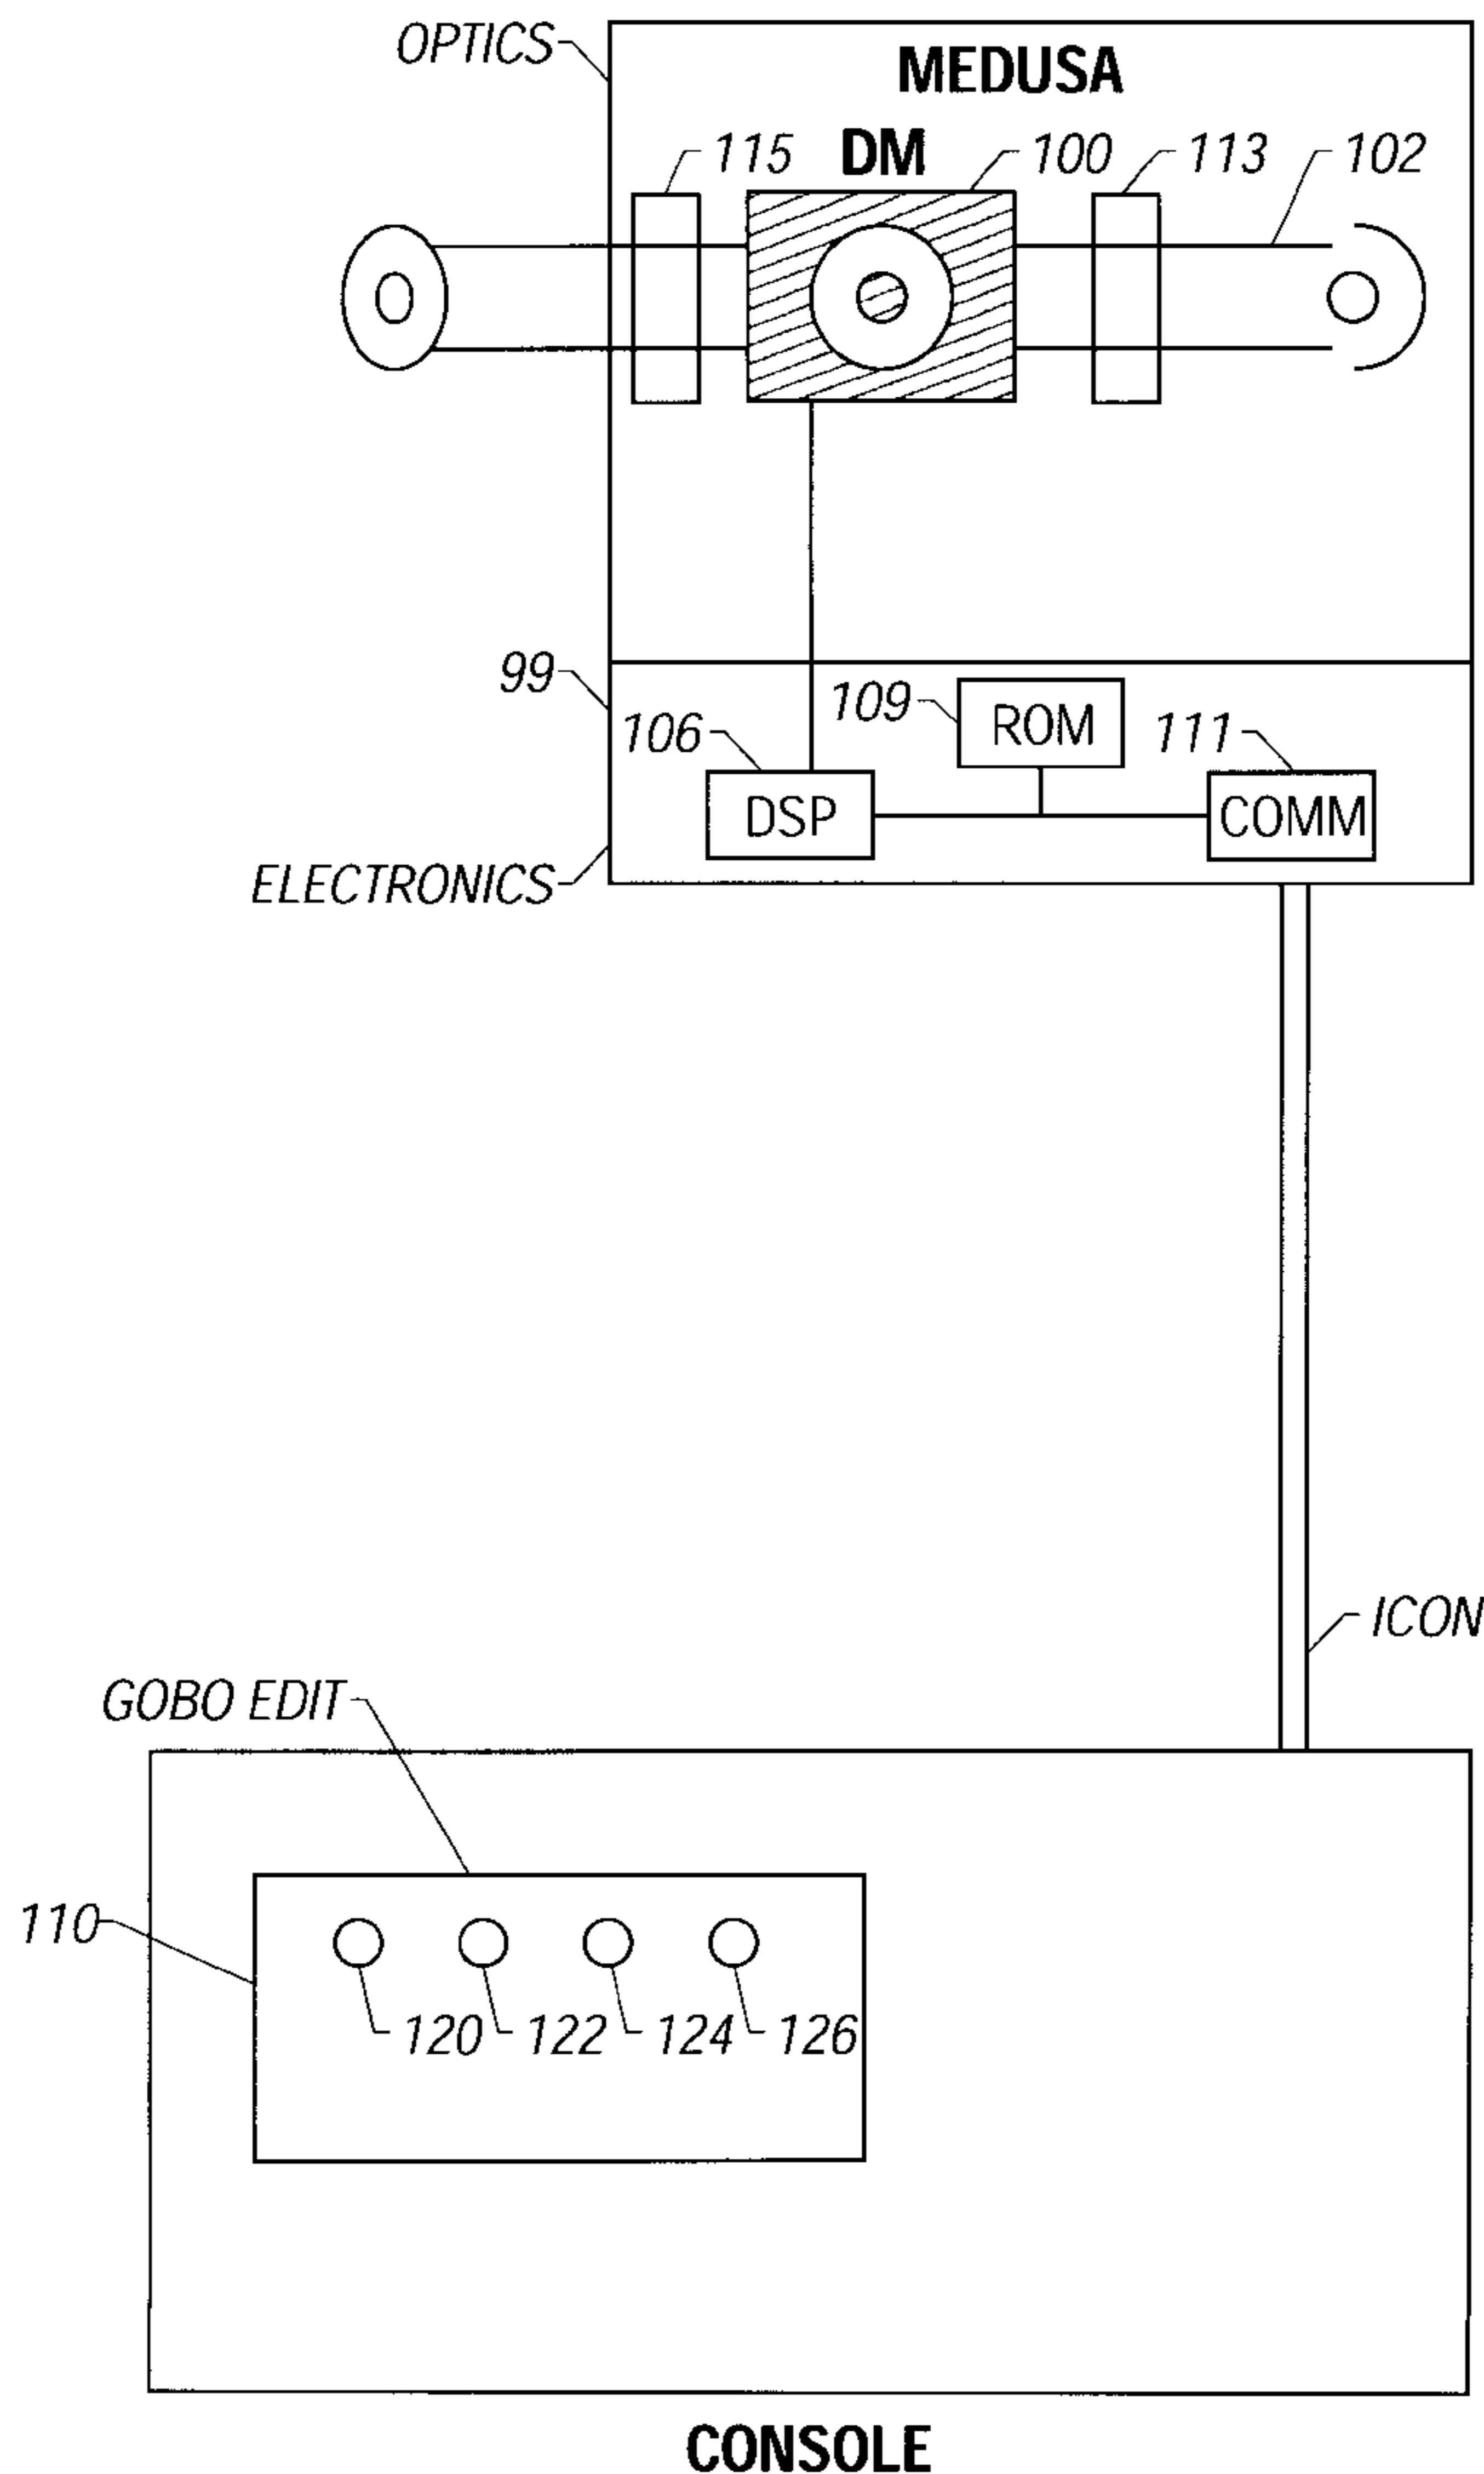 OPTICS
MEDUSA
DM
115
100
113
102
99
106
109
ROM
111
DSP
COMM
ELECTRONICS
ICON
GOBO EDIT
110
120
122
124
126
CONSOLE